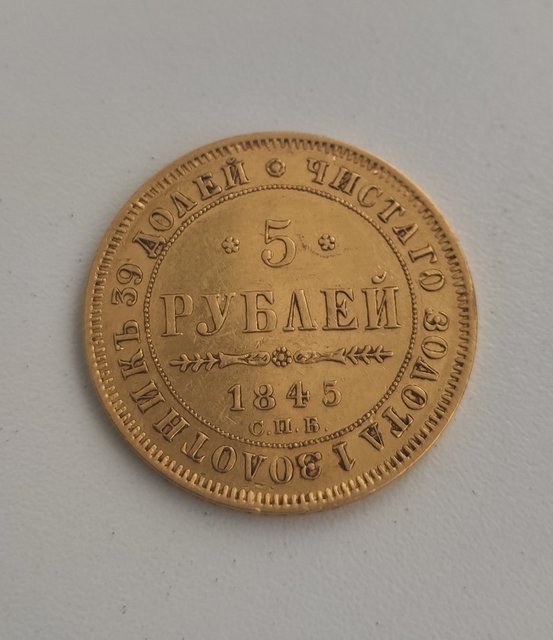 5
РУБЛЕЙ
1845
С.П.Б.
ЧИСТАГО ЗОЛОТА 1 ЗОЛОТНИКЪ 39 ДОЛЕЙ